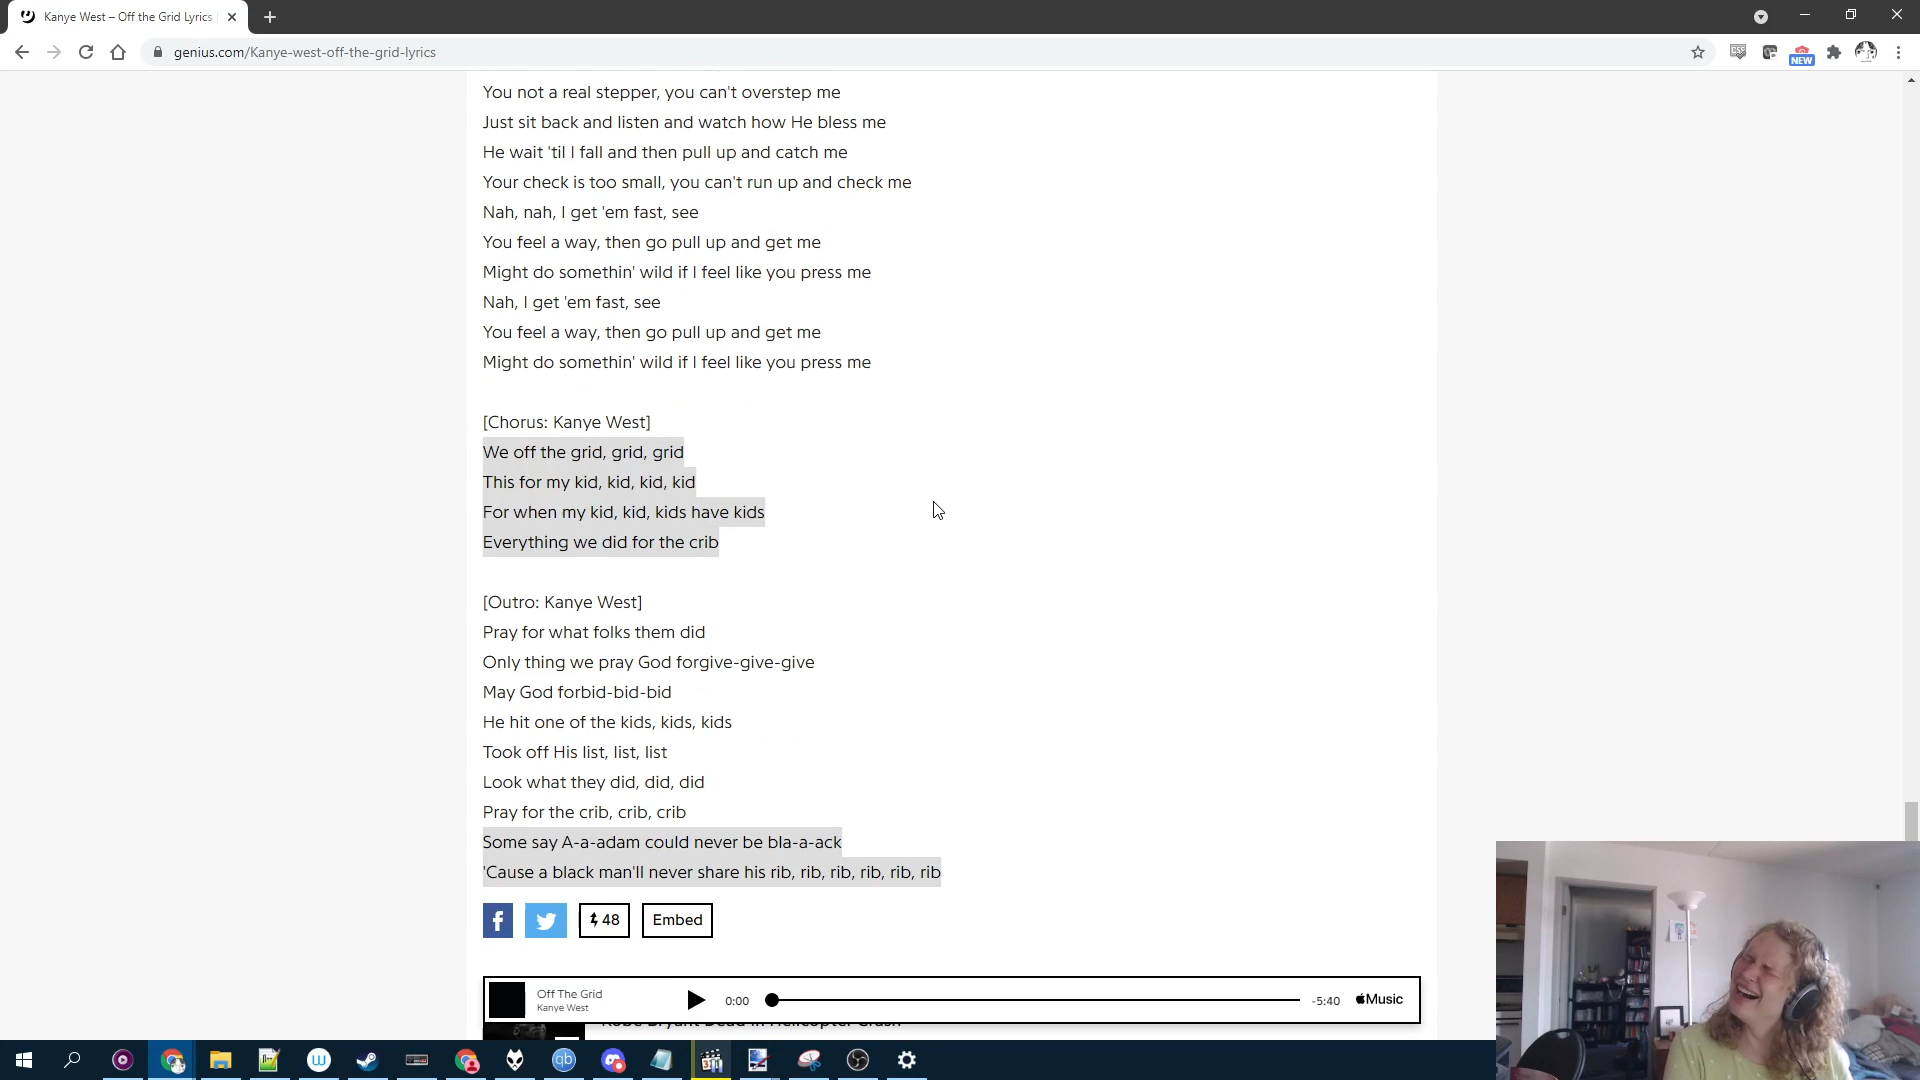 Kanye West – Off the Grid Lyrics
genius.com/Kanye-west-off-the-grid-lyrics
CSS
NEW
You not a real stepper, you can't overstep me
Just sit back and listen and watch how He bless me
He wait 'til I fall and then pull up and catch me
Your check is too small, you can't run up and check me
Nah, nah, I get 'em fast, see
You feel a way, then go pull up and get me
Might do somethin' wild if I feel like you press me
Nah, I get 'em fast, see
You feel a way, then go pull up and get me
Might do somethin' wild if I feel like you press me
[Chorus: Kanye West]
We off the grid, grid, grid
This for my kid, kid, kid, kid
For when my kid, kid, kids have kids
Everything we did for the crib
[Outro: Kanye West]
Pray for what folks them did
Only thing we pray God forgive-give-give
May God forbid-bid-bid
He hit one of the kids, kids, kids
Took off His list, list, list
Look what they did, did, did
Pray for the crib, crib, crib
Some say A-a-adam could never be bla-a-ack
'Cause a black man'll never share his rib, rib, rib, rib, rib, rib
f
48
Embed
Off The Grid
Kanye West
0:00
-5:40
Music
Kobe Bryant Dead in Helicopter Crash
W
qb